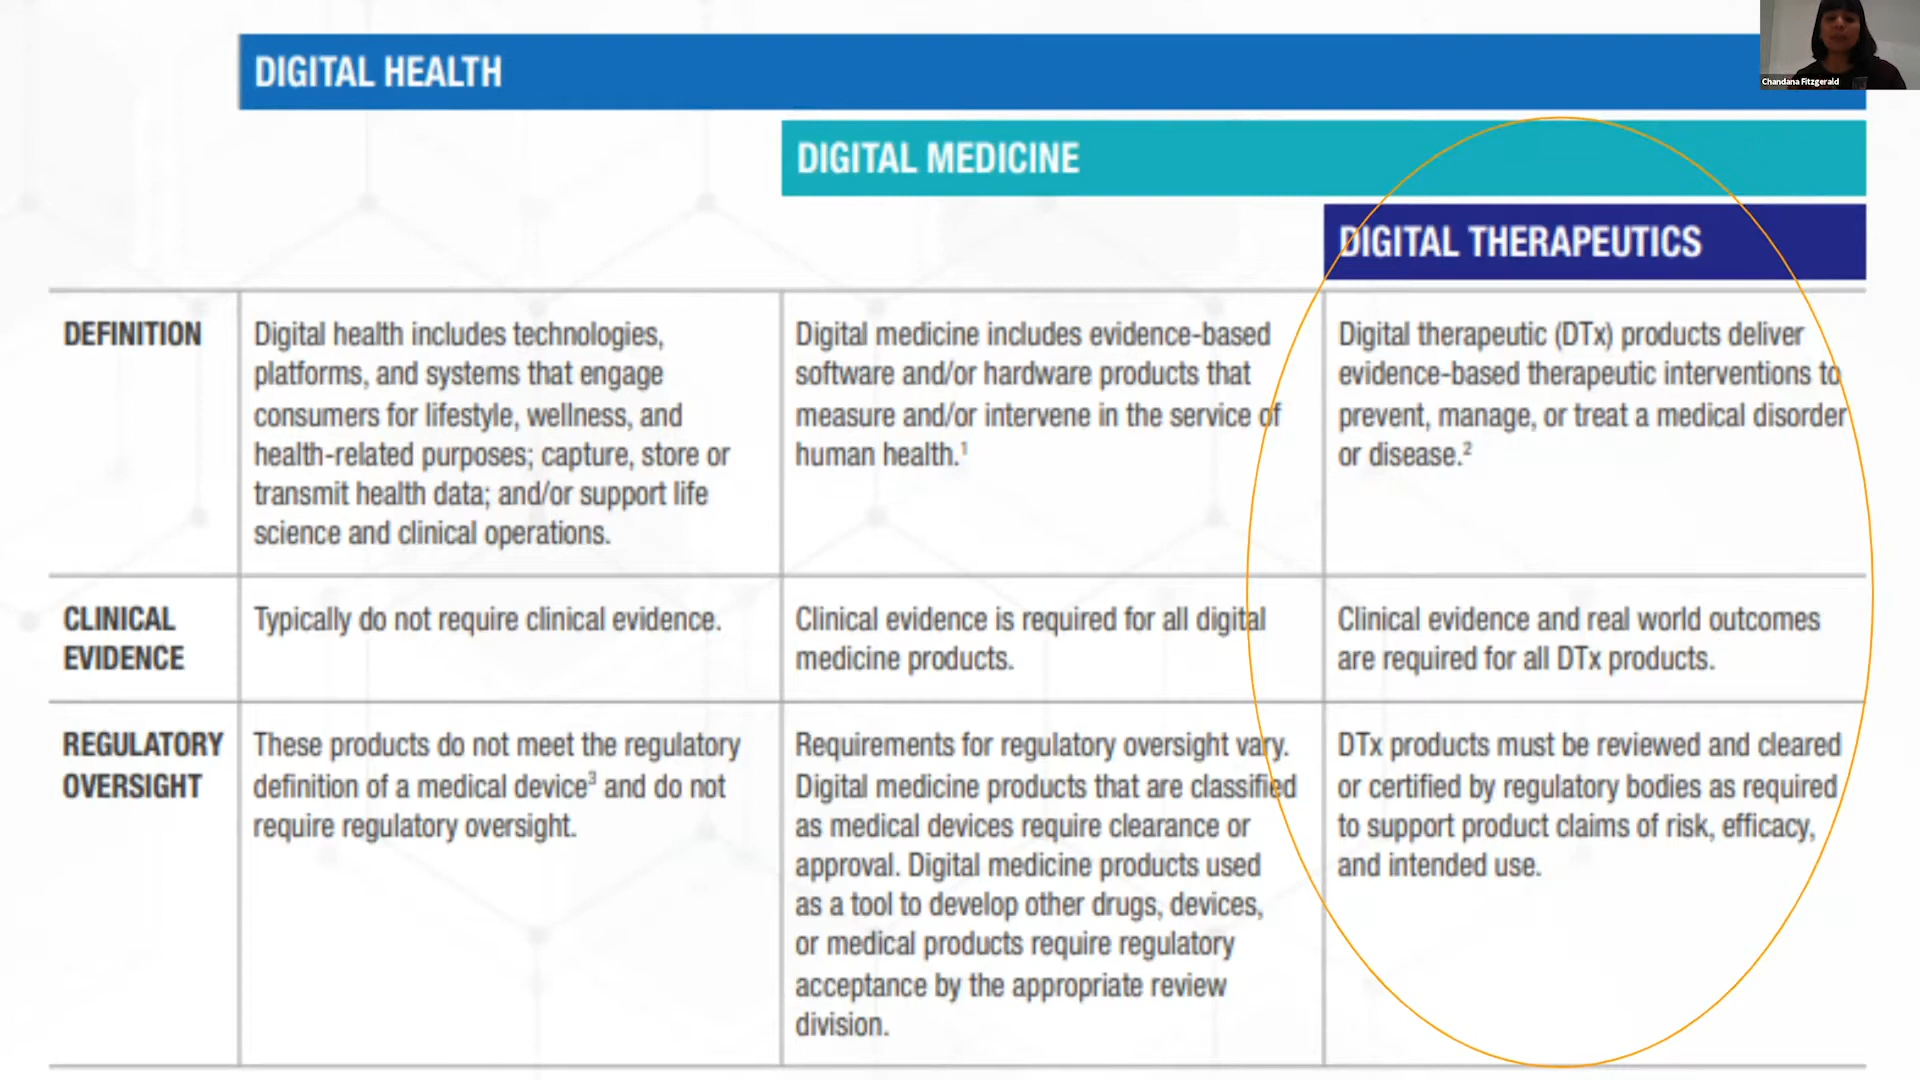 DIGITAL HEALTH
Chandana Fitzgerald
DIGITAL MEDICINE
DIGITAL THERAPEUTICS
DEFINITION
Digital health includes technologies,
platforms, and systems that engage
consumers for lifestyle, wellness, and
health-related purposes; capture, store or
transmit health data; and/or support life
science and clinical operations.
Digital medicine includes evidence-based
software and/or hardware products that
measure and/or intervene in the service of
human health.¹
Digital therapeutic (DTx) products deliver
evidence-based therapeutic interventions to
prevent, manage, or treat a medical disorder
or disease.²
CLINICAL
EVIDENCE
Typically do not require clinical evidence.
Clinical evidence is required for all digital
medicine products.
Clinical evidence and real world outcomes
are required for all DTx products.
REGULATORY
OVERSIGHT
These products do not meet the regulatory
definition of a medical device³ and do not
require regulatory oversight.
Requirements for regulatory oversight vary.
Digital medicine products that are classified
as medical devices require clearance or
approval. Digital medicine products used
as a tool to develop other drugs, devices,
or medical products require regulatory
acceptance by the appropriate review
division.
DTx products must be reviewed and cleared
or certified by regulatory bodies as required
to support product claims of risk, efficacy,
and intended use.